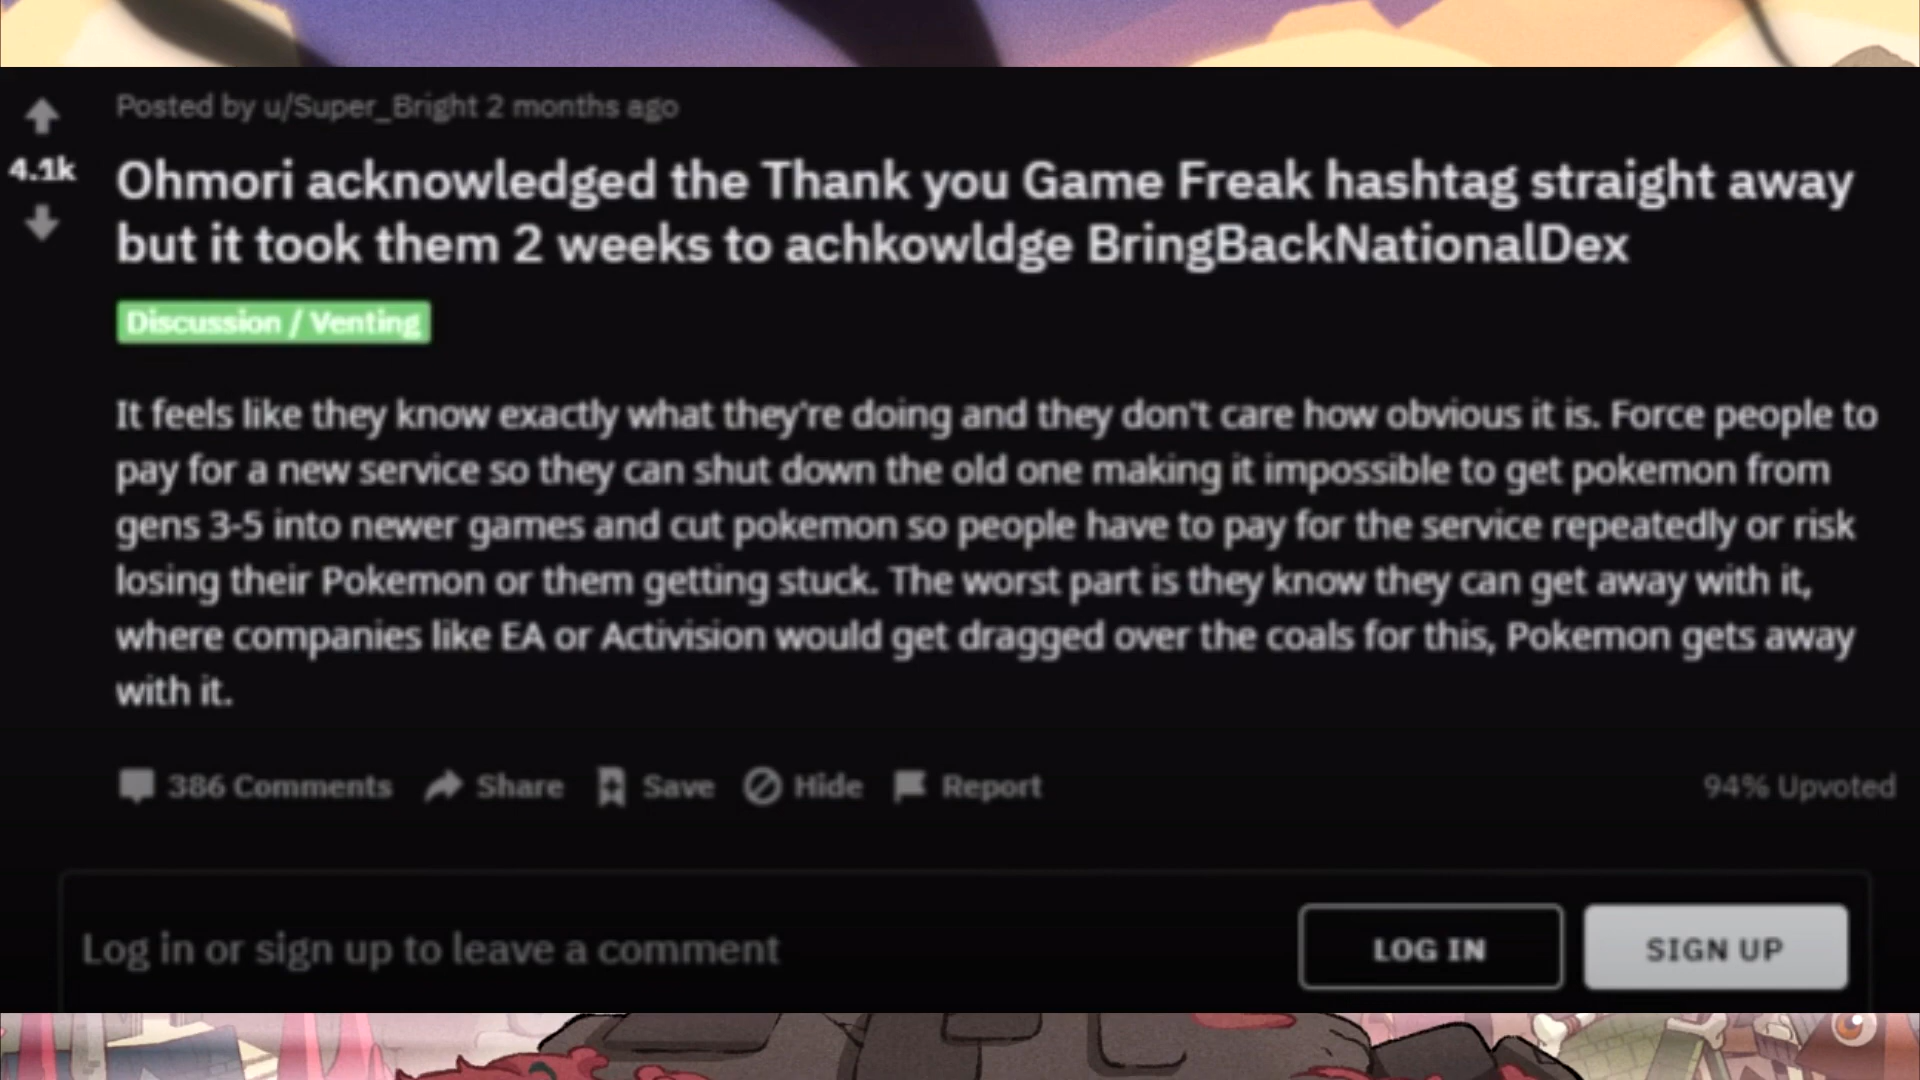 Posted by u/Super_Bright 2 months ago
4.1k
Ohmori acknowledged the Thank you Game Freak hashtag straight away
but it took them 2 weeks to achkowldge BringBackNationalDex
Discussion / Venting
It feels like they know exactly what they're doing and they don't care how obvious it is. Force people to
pay for a new service so they can shut down the old one making it impossible to get pokemon from
gens 3-5 into newer games and cut pokemon so people have to pay for the service repeatedly or risk
losing their Pokemon or them getting stuck. The worst part is they know they can get away with it,
where companies like EA or Activision would get dragged over the coals for this, Pokemon gets away
with it.
386 Comments Share Save Hide Report 94% Upvoted
Log in or sign up to leave a comment LOG IN SIGN UP